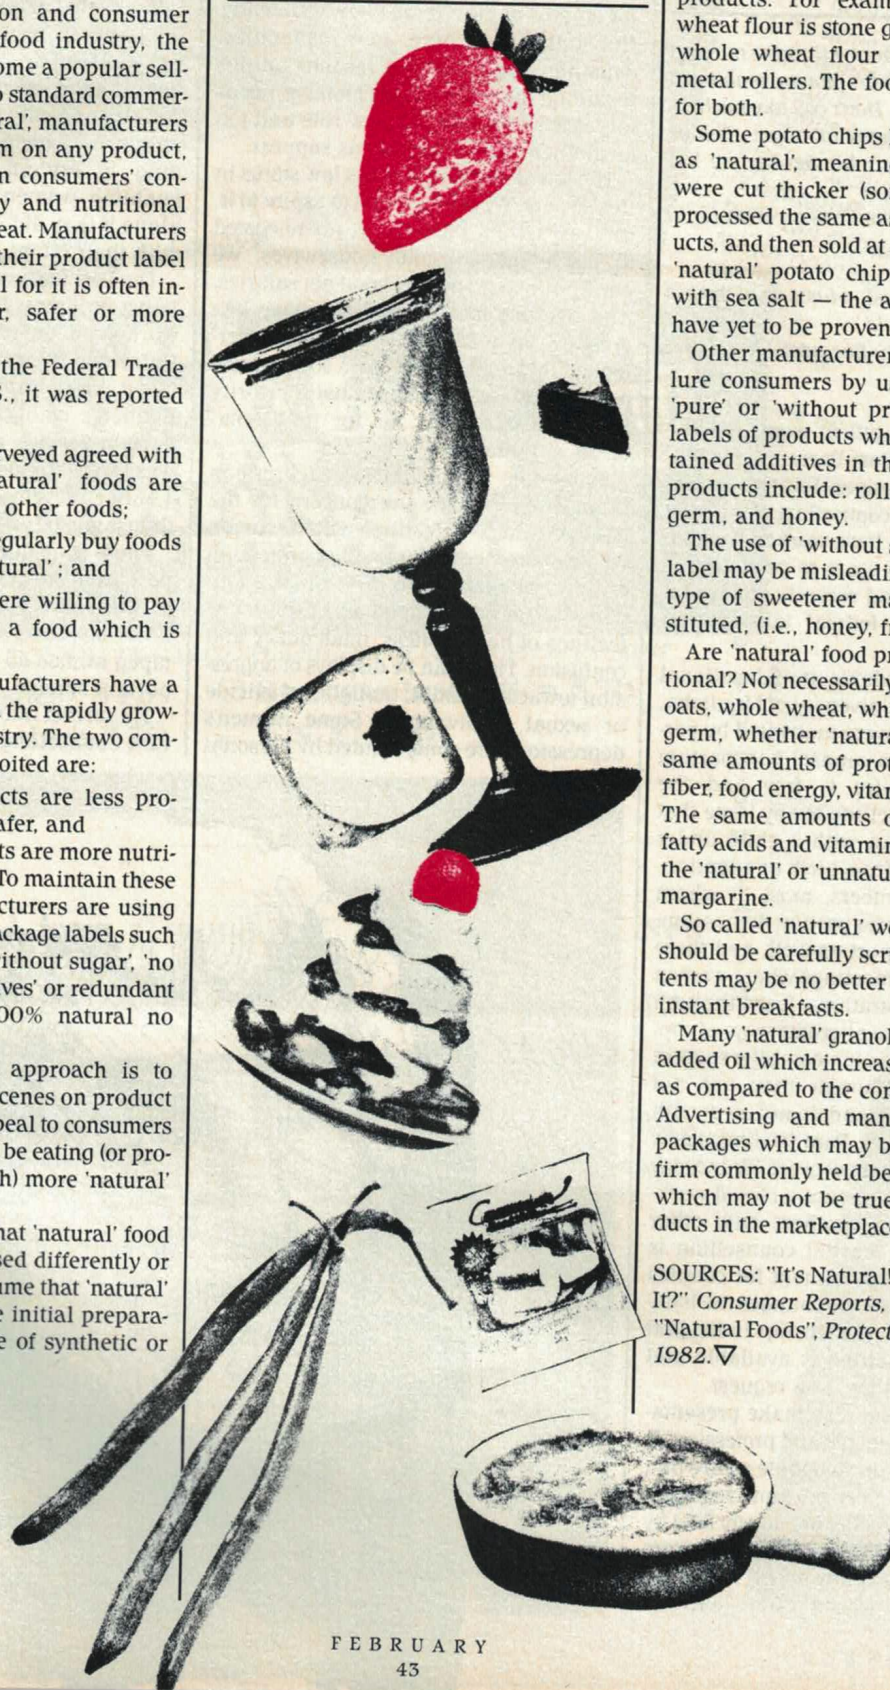 on and consumer
food industry, the
ome a popular sell-
standard commer-
ral', manufacturers
m on any product,
n consumers' con-
y and nutritional
eat. Manufacturers
their product label
l for it is often in-
r, safer or more
the Federal Trade
S., it was reported
rveyed agreed with
atural' foods are
other foods;
egularly buy foods
tural' ; and
ere willing to pay
a food which is
ufacturers have a
the rapidly grow-
stry. The two com-
oited are:
cts are less pro-
afer, and
ts are more nutri-
To maintain these
cturers are using
ackage labels such
ithout sugar', 'no
ves' or redundant
00% natural no
approach is to
cenes on product
peal to consumers
be eating (or pro-
h) more 'natural'
hat 'natural' food
sed differently or
ume that 'natural'
e initial prepara-
e of synthetic or
products. For exam
wheat flour is stone g
whole wheat flour
metal rollers. The foo
for both.
Some potato chips
as 'natural', meanin
were cut thicker (so
processed the same a
ucts, and then sold at
'natural' potato chip
with sea salt — the a
have yet to be proven
Other manufacturer
lure consumers by u
'pure' or 'without pr
labels of products wh
tained additives in th
products include: roll
germ, and honey.
The use of 'without
label may be misleadi
type of sweetener ma
stituted, (i.e., honey, f
Are 'natural' food pr
tional? Not necessarily
oats, whole wheat, wh
germ, whether 'natura
same amounts of prot
fiber, food energy, vitar
The same amounts o
fatty acids and vitamin
the 'natural' or 'unnatu
margarine.
So called 'natural' we
should be carefully scr
tents may be no better
instant breakfasts.
Many 'natural' granol
added oil which increas
as compared to the cor
Advertising and man
packages which may b
firm commonly held be
which may not be true
ducts in the marketplac
SOURCES: "It's Natural!
It?" Consumer Reports,
"Natural Foods", Protect
1982.▽
FEBRUARY
43